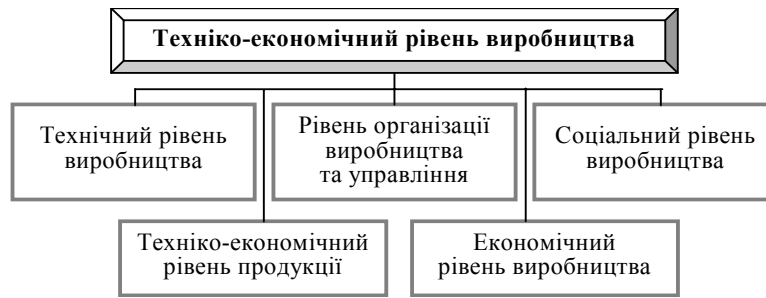 Техніко-економічний рівень виробництва
Технічний рівень
виробництва
Рівень організації
виробництва
та управління
Соціальний рівень
виробництва
Техніко-економічний
рівень продукції
Економічний
рівень виробництва